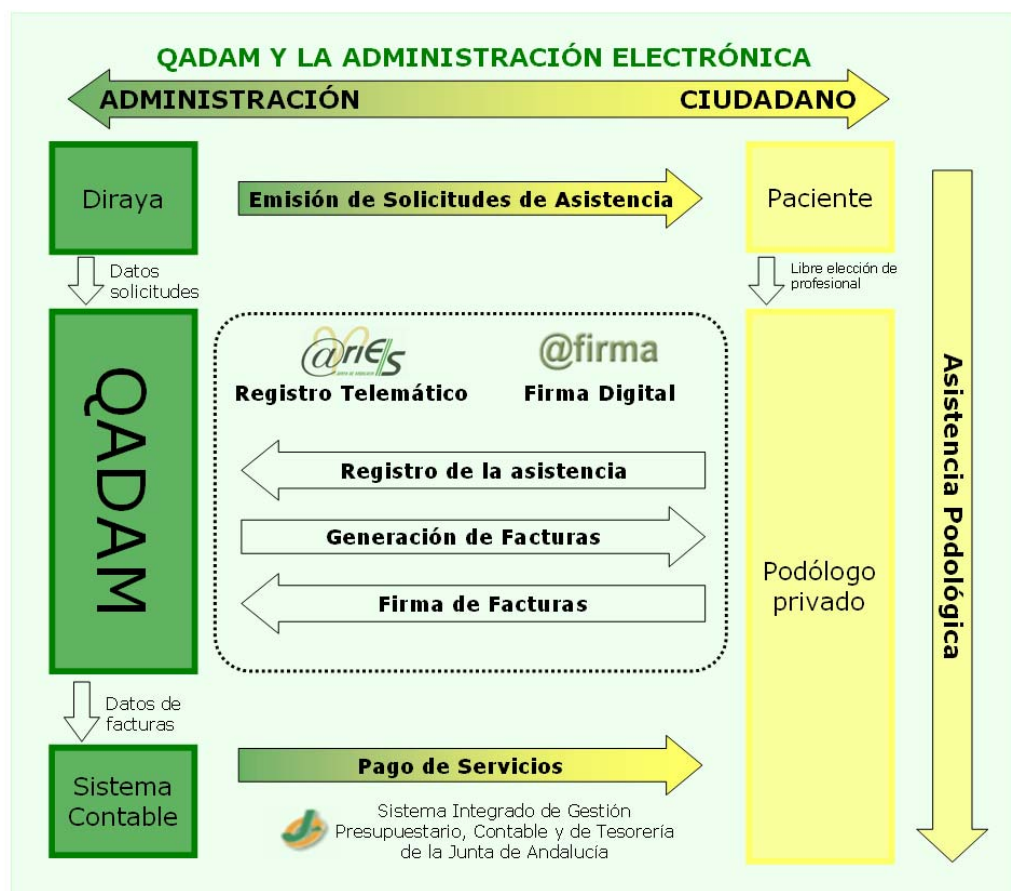 QADAM Y LA ADMINISTRACIÓN ELECTRÓNICA
ADMINISTRACIÓN
CIUDADANO
Diraya
Emisión de Solicitudes de Asistencia
Paciente
Datos
solicitudes
Libre elección de
profesional
QADAM
@ries
JUNTA DE ANDALUCIA
@firma
Registro Telemático
Firma Digital
Registro de la asistencia
Generación de Facturas
Firma de Facturas
Podólogo
privado
Asistencia Podológica
Datos de
facturas
Sistema
Contable
Pago de Servicios
Sistema Integrado de Gestión
Presupuestario, Contable y de Tesorería
de la Junta de Andalucía